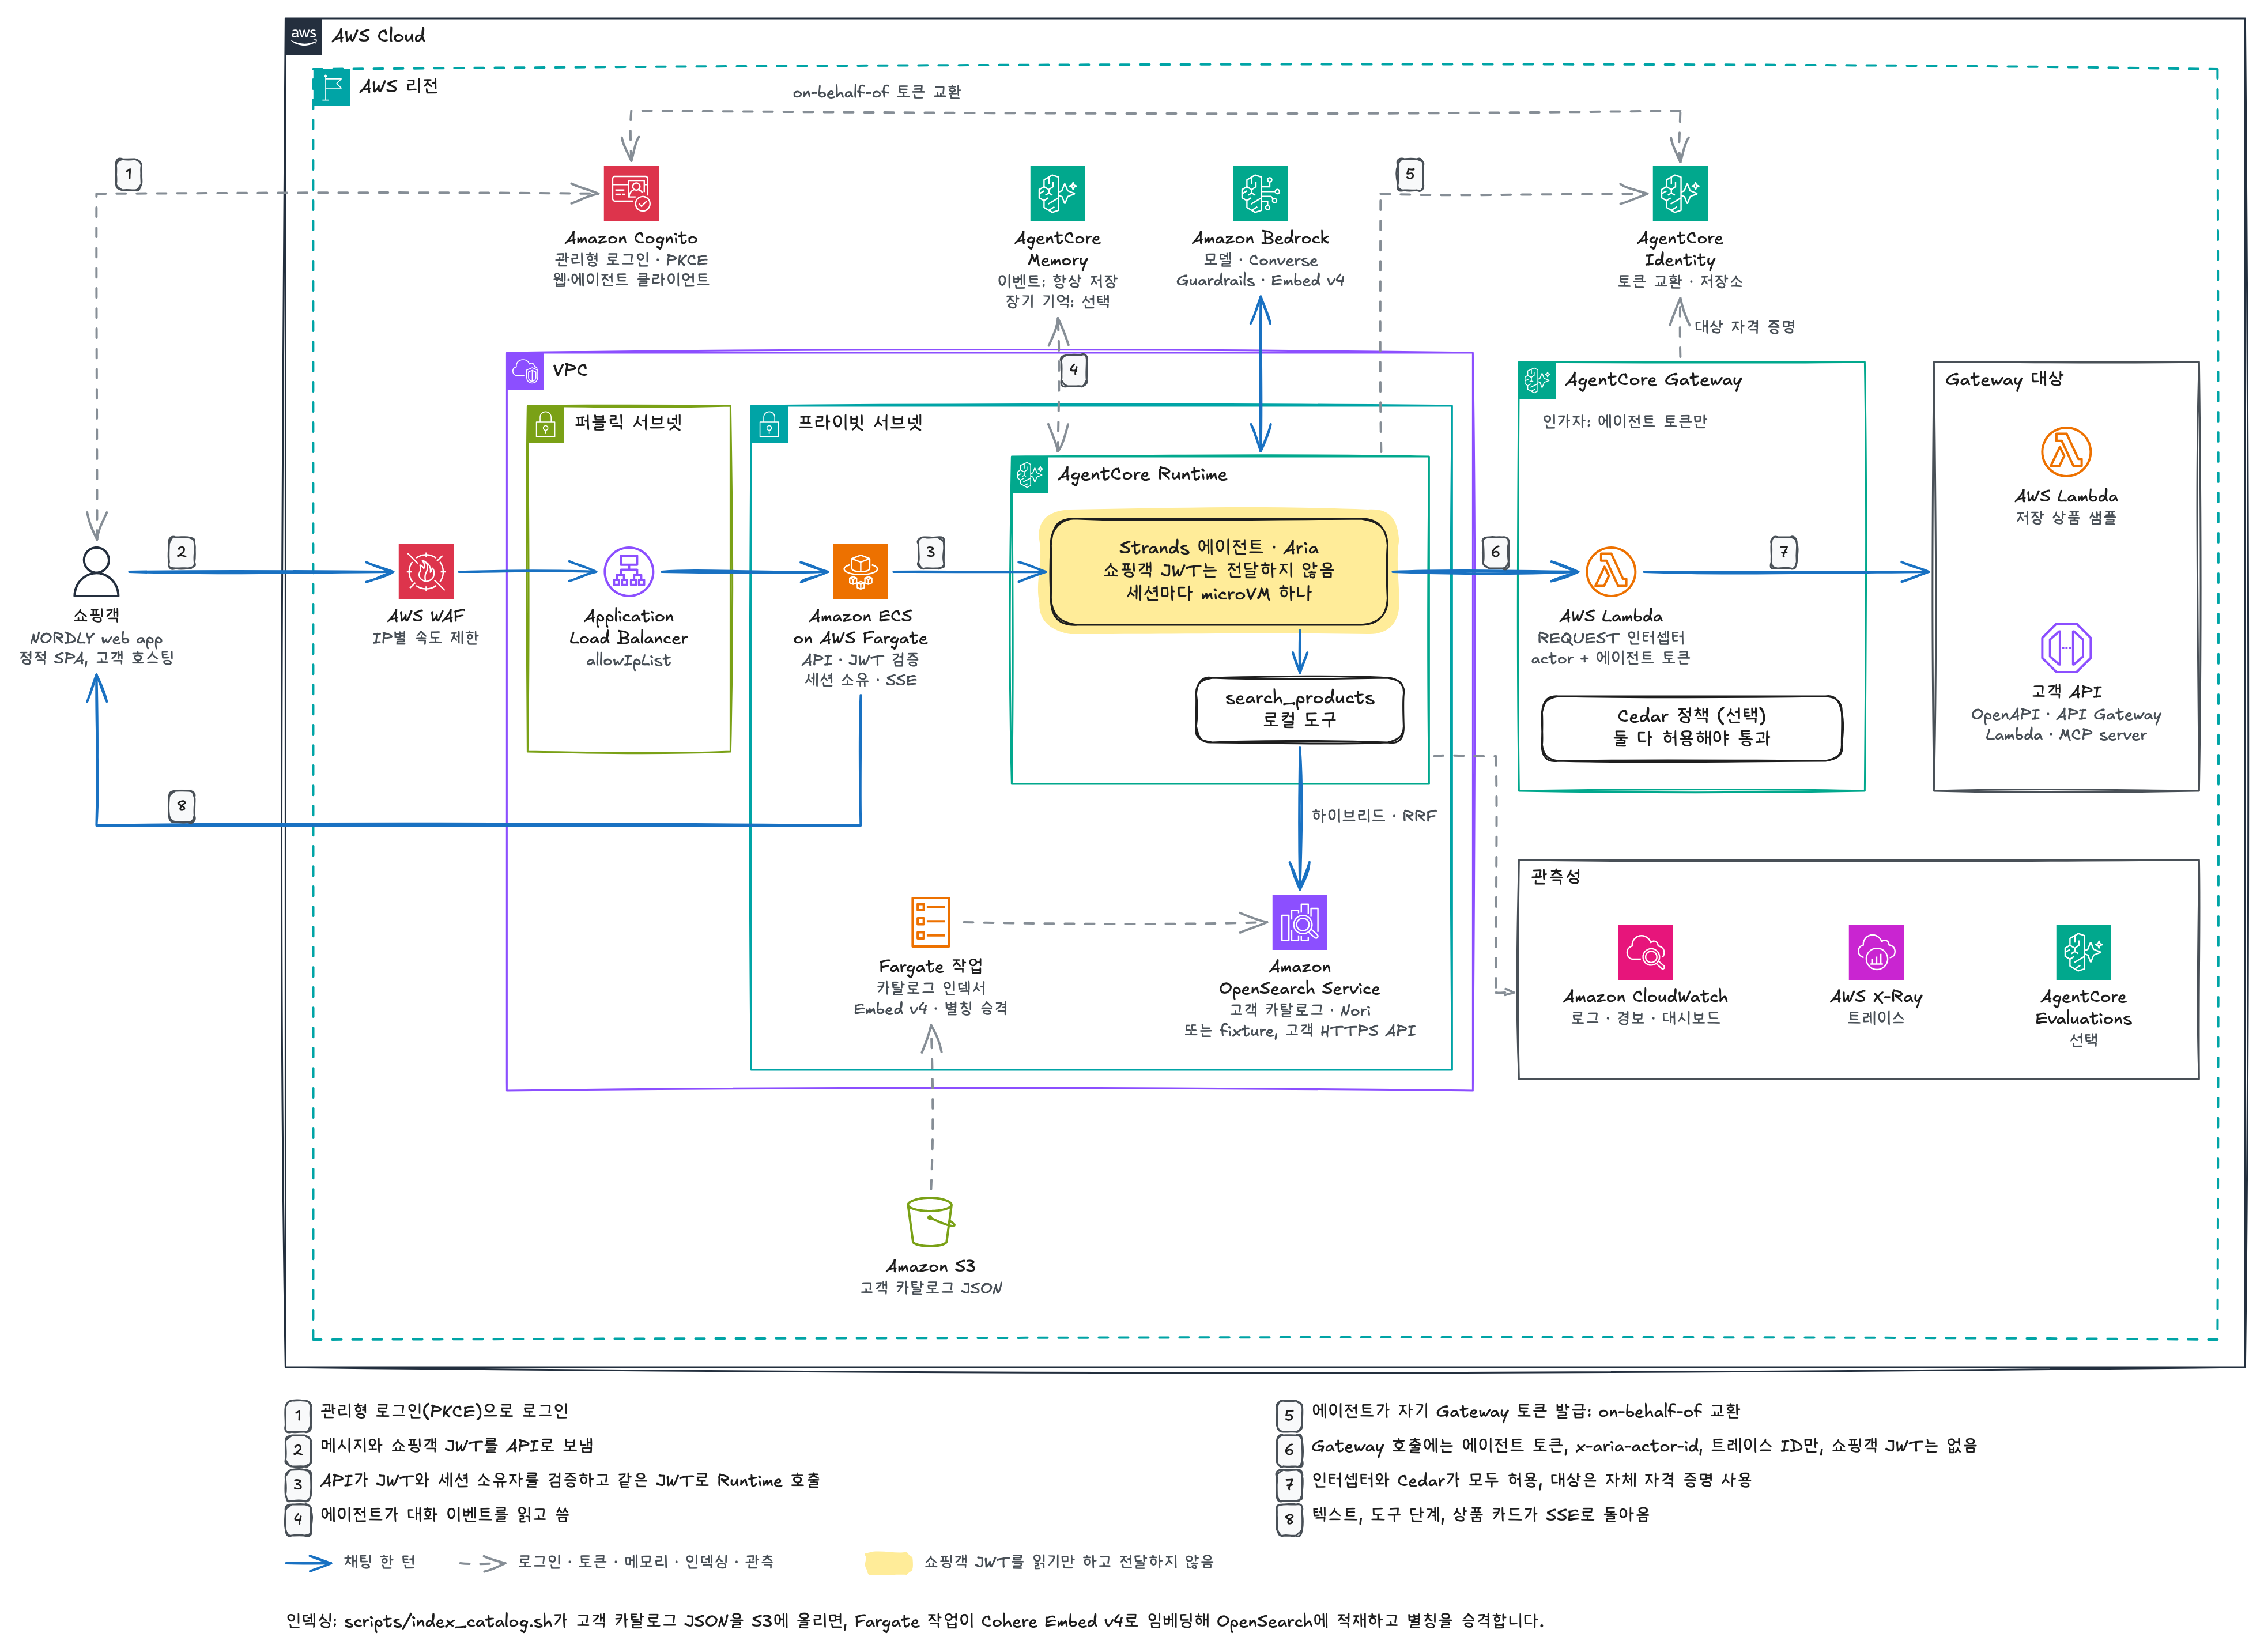 aws
AWS Cloud
AWS 리전
on-behalf-of 토큰 교환
1
Amazon Cognito
관리형 로그인 · PKCE
웹·에이전트 클라이언트
AgentCore
Memory
이벤트: 항상 저장
장기 기억: 선택
Amazon Bedrock
모델 · Converse
Guardrails · Embed v4
5
AgentCore
Identity
토큰 교환 · 저장소
대상 자격 증명
4
VPC
퍼블릭 서브넷
프라이빗 서브넷
AgentCore Runtime
AgentCore Gateway
인가자: 에이전트 토큰만
Gateway 대상
AWS Lambda
저장 상품 샘플
쇼핑객
NORDLY web app
정적 SPA, 고객 호스팅
2
AWS WAF
IP별 속도 제한
Application
Load Balancer
allowIpList
Amazon ECS
on AWS Fargate
API · JWT 검증
세션 소유 · SSE
3
Strands 에이전트 · Aria
쇼핑객 JWT는 전달하지 않음
세션마다 microVM 하나
search_products
로컬 도구
6
AWS Lambda
REQUEST 인터셉터
actor + 에이전트 토큰
Cedar 정책 (선택)
둘 다 허용해야 통과
7
고객 API
OpenAPI · API Gateway
Lambda · MCP server
8
하이브리드 · RRF
Fargate 작업
카탈로그 인덱서
Embed v4 · 별칭 승격
Amazon
OpenSearch Service
고객 카탈로그 · Nori
또는 fixture, 고객 HTTPS API
관측성
Amazon CloudWatch
로그 · 경보 · 대시보드
AWS X-Ray
트레이스
AgentCore
Evaluations
선택
Amazon S3
고객 카탈로그 JSON
1 관리형 로그인(PKCE)으로 로그인
2 메시지와 쇼핑객 JWT를 API로 보냄
3 API가 JWT와 세션 소유자를 검증하고 같은 JWT로 Runtime 호출
4 에이전트가 대화 이벤트를 읽고 씀
5 에이전트가 자기 Gateway 토큰 발급: on-behalf-of 교환
6 Gateway 호출에는 에이전트 토큰, x-aria-actor-id, 트레이스 ID만, 쇼핑객 JWT는 없음
7 인터셉터와 Cedar가 모두 허용, 대상은 자체 자격 증명 사용
8 텍스트, 도구 단계, 상품 카드가 SSE로 돌아옴
채팅 한 턴
로그인 · 토큰 · 메모리 · 인덱싱 · 관측
쇼핑객 JWT를 읽기만 하고 전달하지 않음
인덱싱: scripts/index_catalog.sh가 고객 카탈로그 JSON을 S3에 올리면, Fargate 작업이 Cohere Embed v4로 임베딩해 OpenSearch에 적재하고 별칭을 승격합니다.